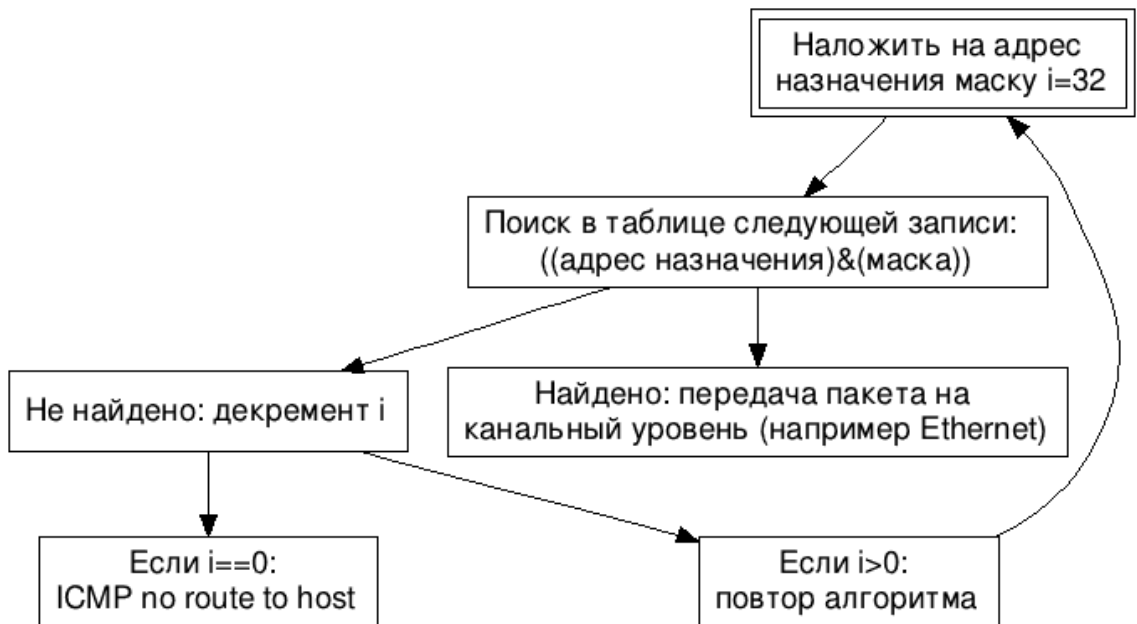 Наложить на адрес
назначения маску i=32
Поиск в таблице следующей записи:
((адрес назначения)&(маска))
Не найдено: декремент i
Найдено: передача пакета на
канальный уровень (например Ethernet)
Если i==0:
ICMP no route to host
Если i>0:
повтор алгоритма